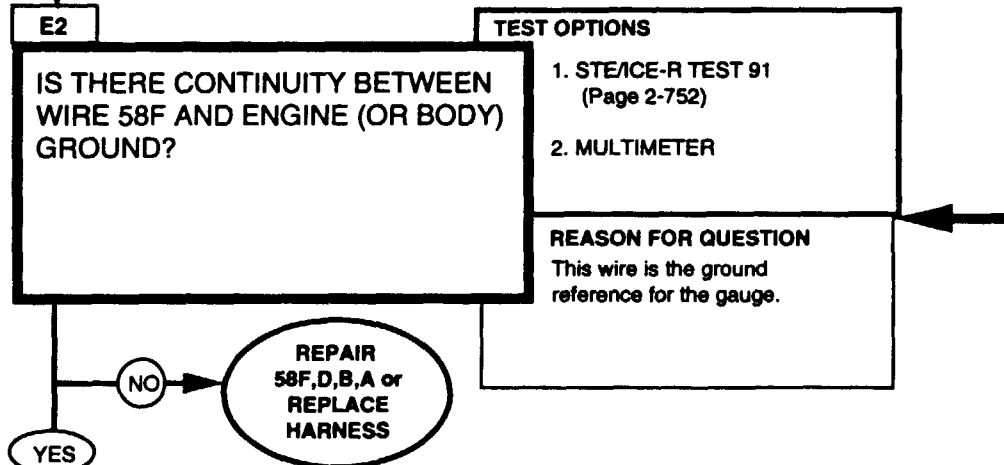 E2
IS THERE CONTINUITY BETWEEN
WIRE 58F AND ENGINE (OR BODY)
GROUND?
TEST OPTIONS
1. STE/ICE-R TEST 91
(Page 2-752)
2. MULTIMETER
REASON FOR QUESTION
This wire is the ground
reference for the gauge.
NO
REPAIR
58F,D,B,A or
REPLACE
HARNESS
YES